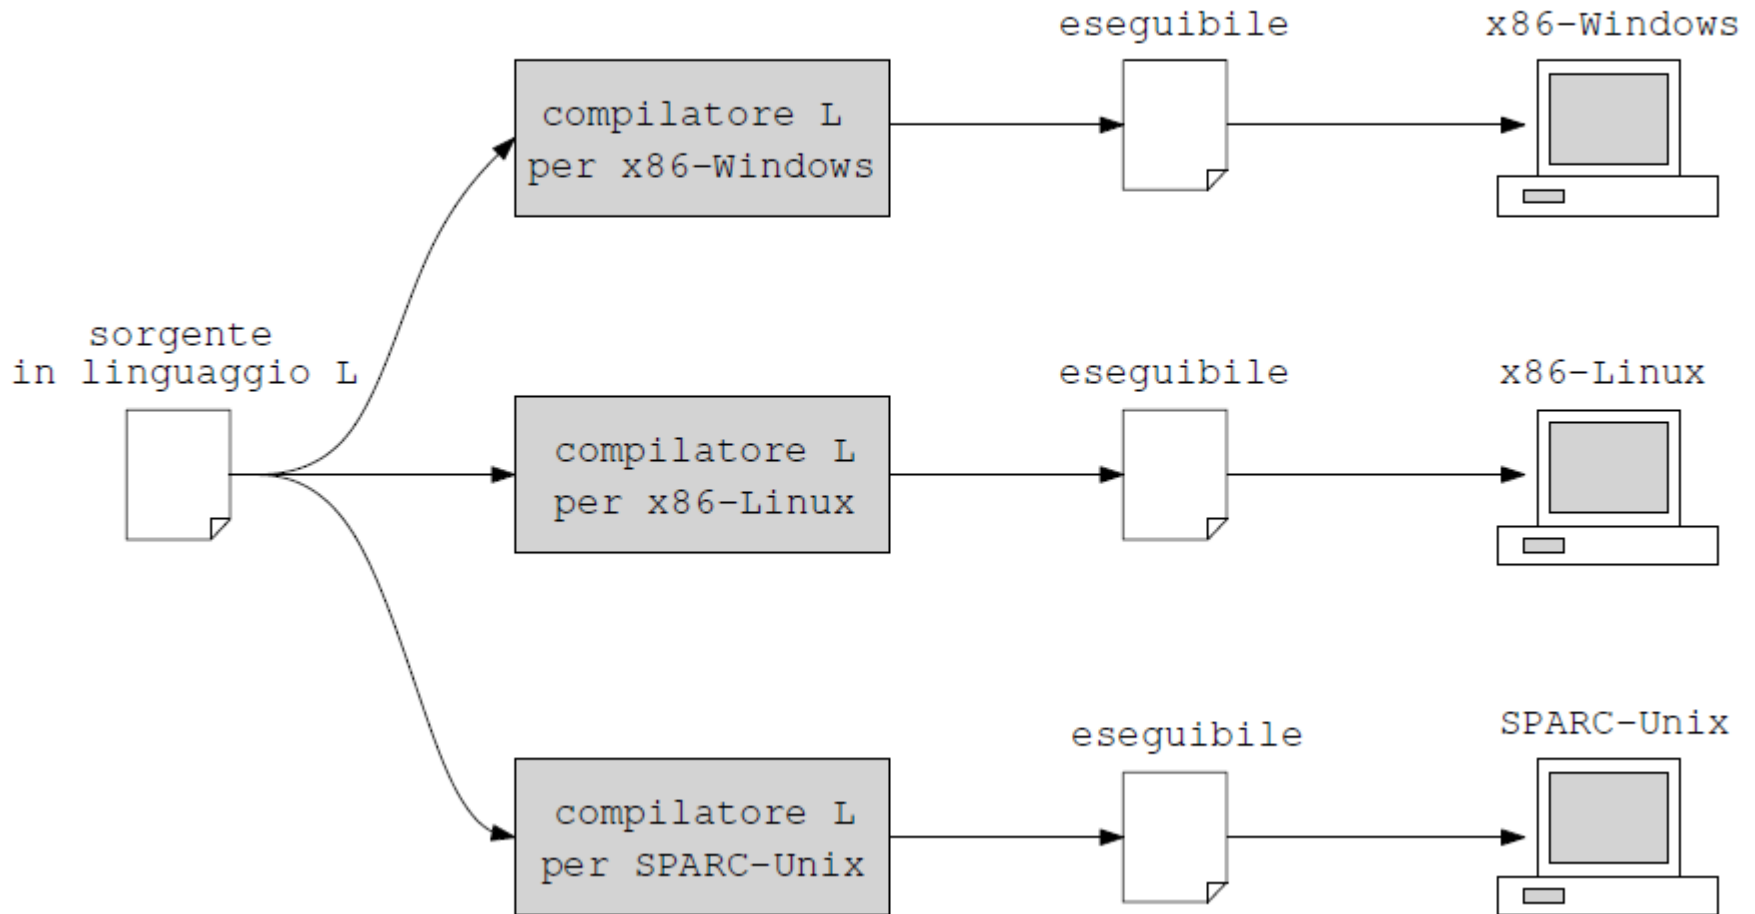 eseguibile
x86-Windows
compilatore L
per x86-Windows
sorgente
in linguaggio L
eseguibile
x86-Linux
compilatore L
per x86-Linux
eseguibile
SPARC-Unix
compilatore L
per SPARC-Unix